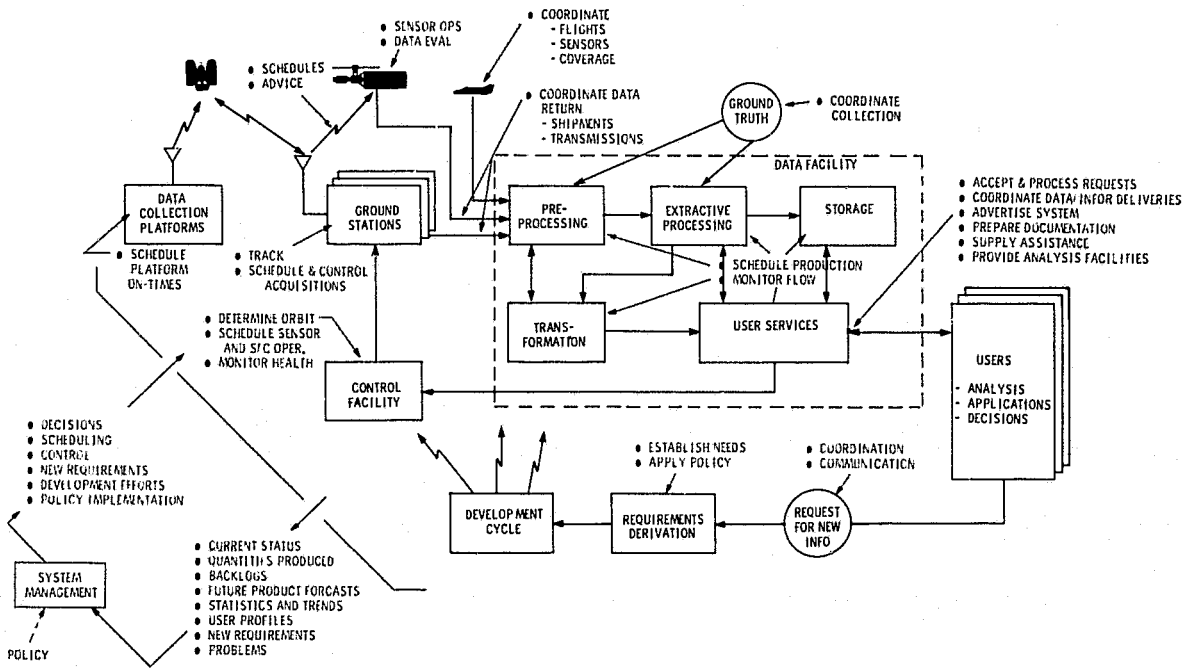 • SENSOR OPS
• DATA EVAL
• COORDINATE
- FLIGHTS
- SENSORS
- COVERAGE
• SCHEDULES
• ADVICE
• COORDINATE DATA
RETURN
- SHIPMENTS
- TRANSMISSIONS
GROUND
TRUTH
• COORDINATE
COLLECTION
DATA FACILITY
DATA
COLLECTION
PLATFORMS
GROUND
STATIONS
PRE-
PROCESSING
EXTRACTIVE
PROCESSING
STORAGE
• ACCEPT & PROCESS REQUESTS
• COORDINATE DATA/INFOR DELIVERIES
• ADVERTISE SYSTEM
• PREPARE DOCUMENTATION
• SUPPLY ASSISTANCE
• PROVIDE ANALYSIS FACILITIES
• SCHEDULE
PLATFORM
ON-TIMES
• TRACK
• SCHEDULE & CONTROL
ACQUISITIONS
• SCHEDULE PRODUCTION
• MONITOR FLOW
• DETERMINE ORBIT
• SCHEDULE SENSOR
AND S/C OPER.
• MONITOR HEALTH
TRANS-
FORMATION
USER SERVICES
CONTROL
FACILITY
USERS
- ANALYSIS
- APPLICATIONS
- DECISIONS
• DECISIONS
• SCHEDULING
• CONTROL
• NEW REQUIREMENTS
• DEVELOPMENT EFFORTS
• POLICY IMPLEMENTATION
• ESTABLISH NEEDS
• APPLY POLICY
• COORDINATION
• COMMUNICATION
DEVELOPMENT
CYCLE
REQUIREMENTS
DERIVATION
REQUEST
FOR NEW
INFO
SYSTEM
MANAGEMENT
POLICY
• CURRENT STATUS
• QUANTITIES PRODUCED
• BACKLOGS
• FUTURE PRODUCT FORCASTS
• STATISTICS AND TRENDS
• USER PROFILES
• NEW REQUIREMENTS
• PROBLEMS